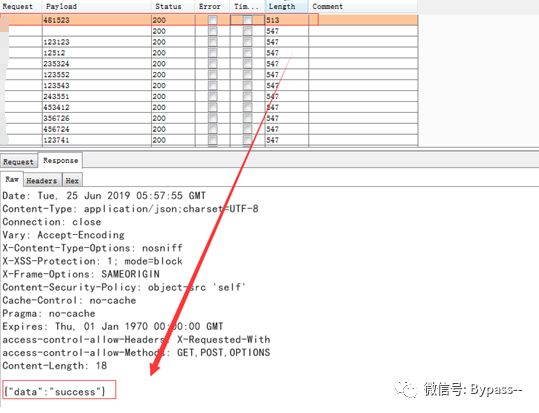 Request Payload Status Error Tim... Length Comment
481523 200 513
200 547
123123 200 547
12512 200 547
235324 200 547
123552 200 547
123543 200 547
243551 200 547
453412 200 547
356726 200 547
456724 200 547
123741 200 547
Request Response
Raw Headers Hex
Date: Tue, 25 Jun 2019 05:57:55 GMT
Content-Type: application/json;charset=UTF-8
Connection: close
Vary: Accept-Encoding
X-Content-Type-Options: nosniff
X-XSS-Protection: 1; mode=block
X-Frame-Options: SAMEORIGIN
Content-Security-Policy: object-src 'self'
Cache-Control: no-cache
Pragma: no-cache
Expires: Thu, 01 Jan 1970 00:00:00 GMT
access-control-allow-Headers: X-Requested-With
access-control-allow-Methods: GET,POST,OPTIONS
Content-Length: 18
{"data":"success"}
微信号: Bypass--